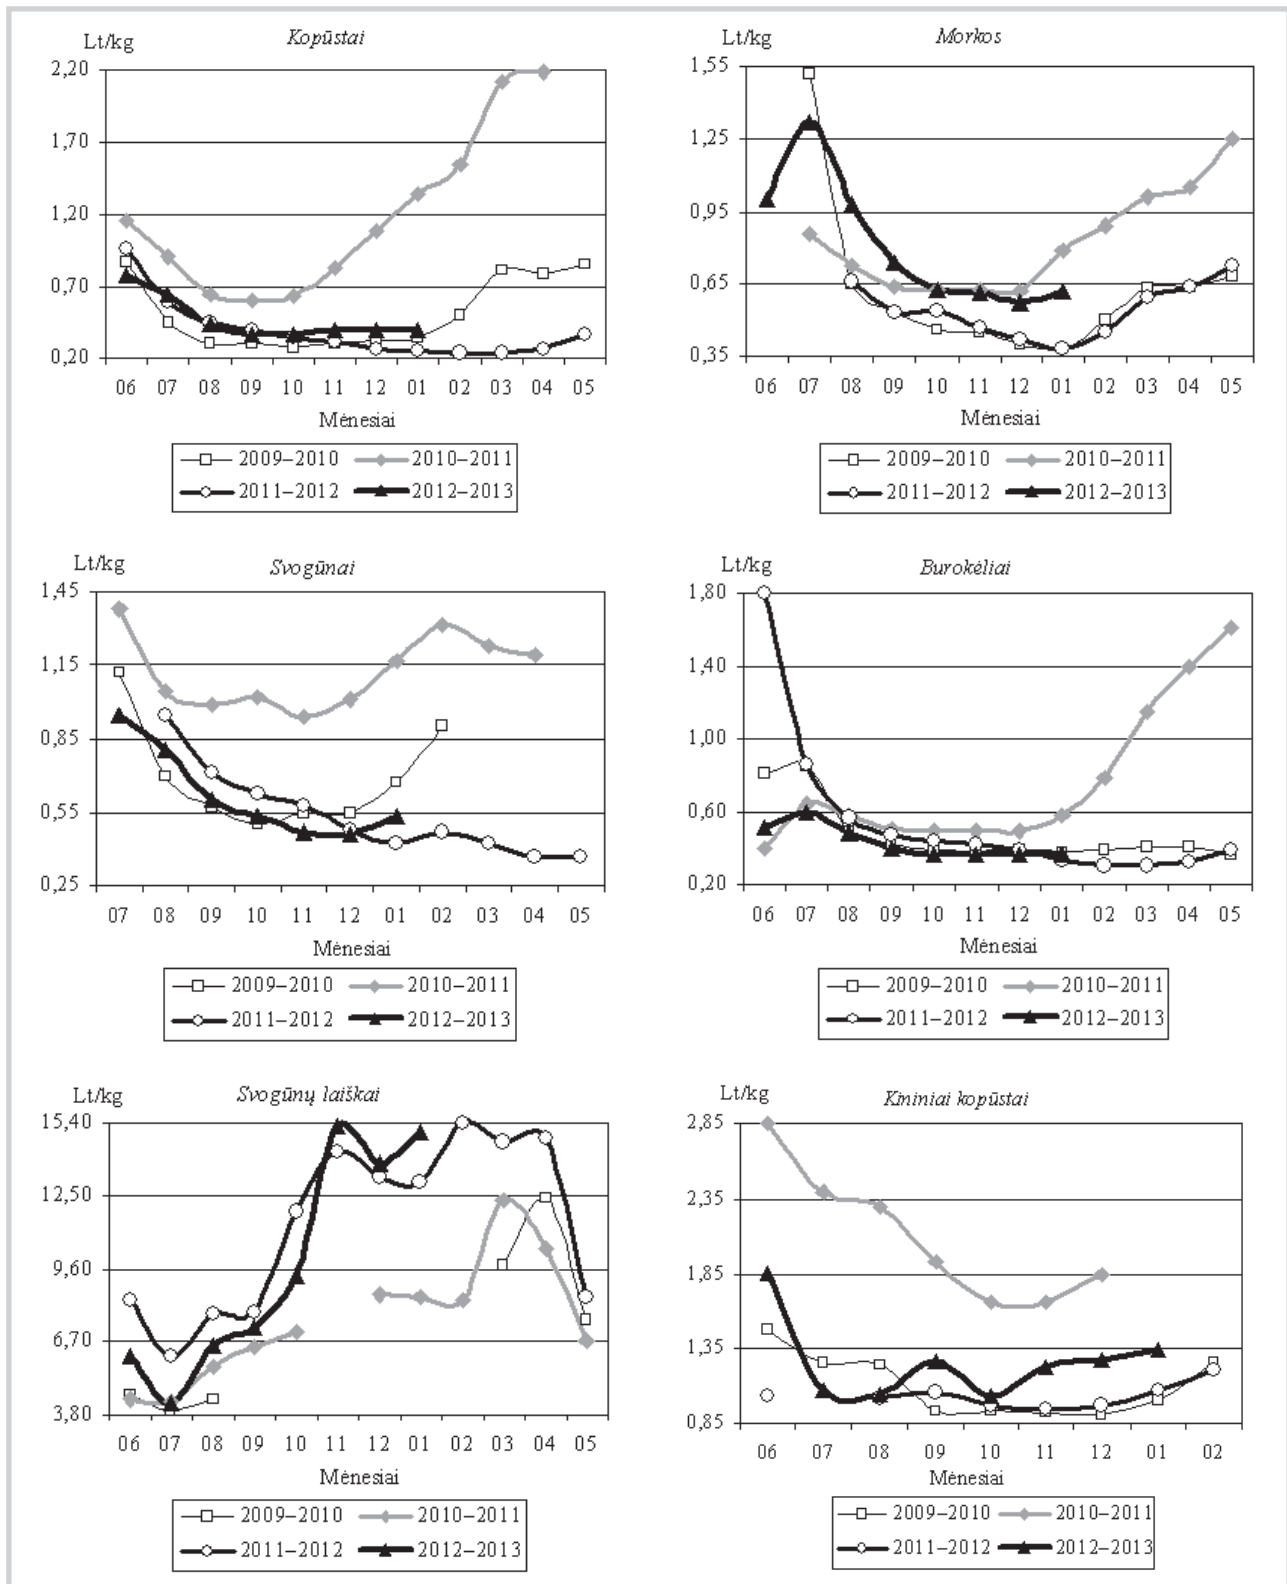 Lt/kg
Kopūstai
2,20
1,70
1,20
0,70
0,20
06 07 08 09 10 11 12 01 02 03 04 05
Mėnesiai
2009–2010 2010–2011
2011–2012 2012–2013
Lt/kg
Morkos
1,55
1,25
0,95
0,65
0,35
06 07 08 09 10 11 12 01 02 03 04 05
Mėnesiai
2009–2010 2010–2011
2011–2012 2012–2013
Lt/kg
Svogūnai
1,45
1,15
0,85
0,55
0,25
07 08 09 10 11 12 01 02 03 04 05
Mėnesiai
2009–2010 2010–2011
2011–2012 2012–2013
Lt/kg
Burokėliai
1,80
1,40
1,00
0,60
0,20
06 07 08 09 10 11 12 01 02 03 04 05
Mėnesiai
2009–2010 2010–2011
2011–2012 2012–2013
Lt/kg
Svogūnų laiškai
15,40
12,50
9,60
6,70
3,80
06 07 08 09 10 11 12 01 02 03 04 05
Mėnesiai
2009–2010 2010–2011
2011–2012 2012–2013
Lt/kg
Kininiai kopūstai
2,85
2,35
1,85
1,35
0,85
06 07 08 09 10 11 12 01 02
Mėnesiai
2009–2010 2010–2011
2011–2012 2012–2013